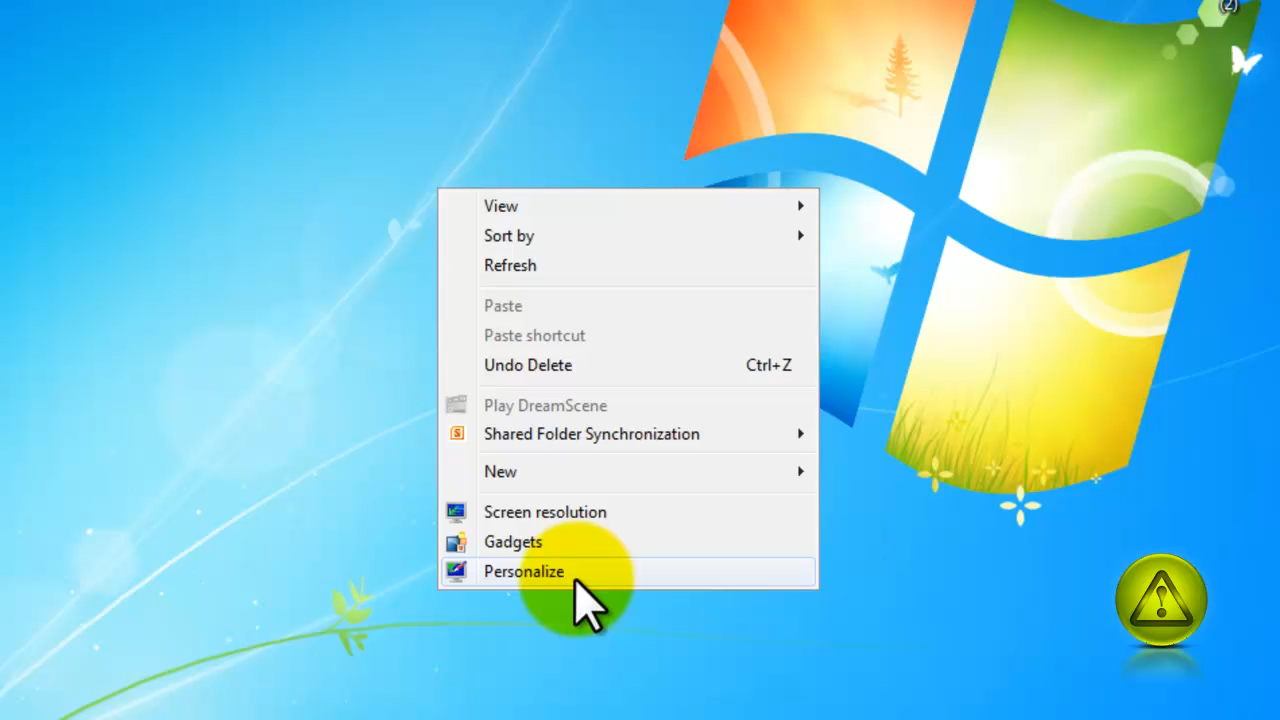 (2)
View
Sort by
Refresh
Paste
Paste shortcut
Undo Delete Ctrl+Z
Play DreamScene
S Shared Folder Synchronization
New
Screen resolution
Gadgets
Personalize